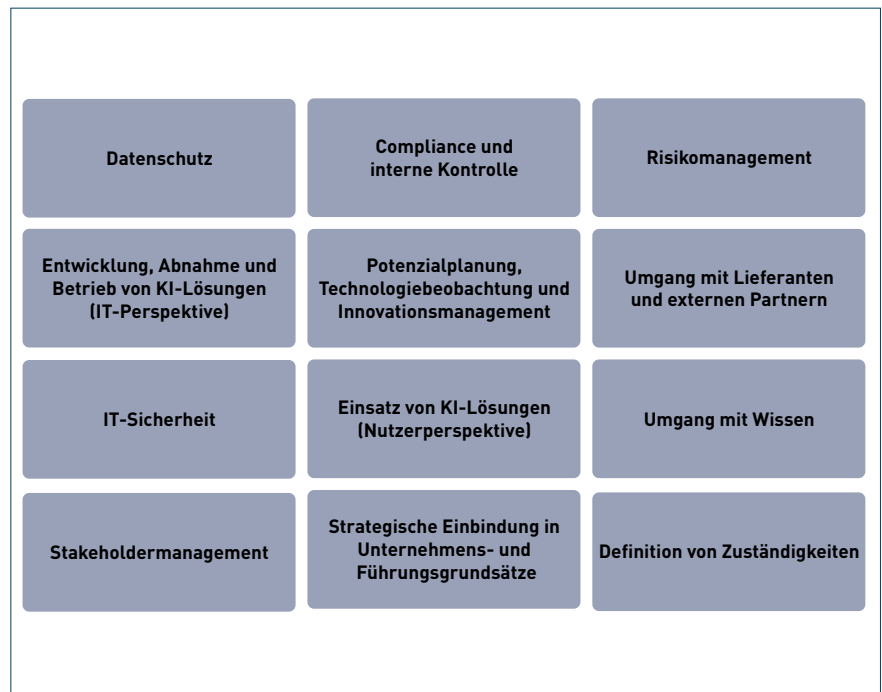 Datenschutz
Compliance und
interne Kontrolle
Risikomanagement
Entwicklung, Abnahme und
Betrieb von KI-Lösungen
(IT-Perspektive)
Potenzialplanung,
Technologiebeobachtung und
Innovationsmanagement
Umgang mit Lieferanten
und externen Partnern
IT-Sicherheit
Einsatz von KI-Lösungen
(Nutzerperspektive)
Umgang mit Wissen
Stakeholdermanagement
Strategische Einbindung in
Unternehmens- und
Führungsgrundsätze
Definition von Zuständigkeiten